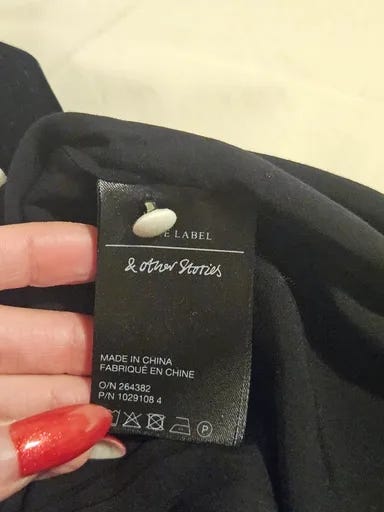 LABEL
& other Stories
MADE IN CHINA
FABRIQUÉ EN CHINE
O/N 264382
P/N 1029108 4
P